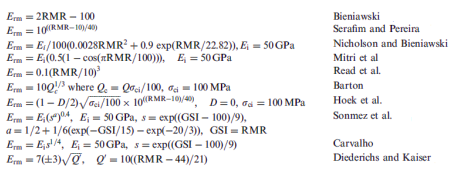 E_rm = 2RMR − 100 Bieniawski
E_rm = 10^((RMR−10)/40) Serafim and Pereira
E_rm = E_i/100(0.0028RMR² + 0.9 exp(RMR/22.82)), E_i = 50 GPa Nicholson and Bieniawski
E_rm = E_i(0.5(1 − cos(πRMR/100))), E_i = 50 GPa Mitri et al
E_rm = 0.1(RMR/10)³ Read et al.
E_rm = 10Q_c^1/3 where Q_c = Qσ_ci/100, σ_ci = 100 MPa Barton
E_rm = (1 − D/2)√σ_ci/100 × 10^((RMR−10)/40), D = 0, σ_ci = 100 MPa Hoek et al.
E_rm = E_i(s^a)^0.4, E_i = 50 GPa, s = exp((GSI − 100)/9), Sonmez et al.
a = 1/2 + 1/6(exp(−GSI/15) − exp(−20/3)), GSI = RMR
E_rm = E_i s^1/4, E_i = 50 GPa, s = exp((GSI − 100)/9) Carvalho
E_rm = 7(±3)√Q′, Q′ = 10((RMR − 44)/21) Diederichs and Kaiser